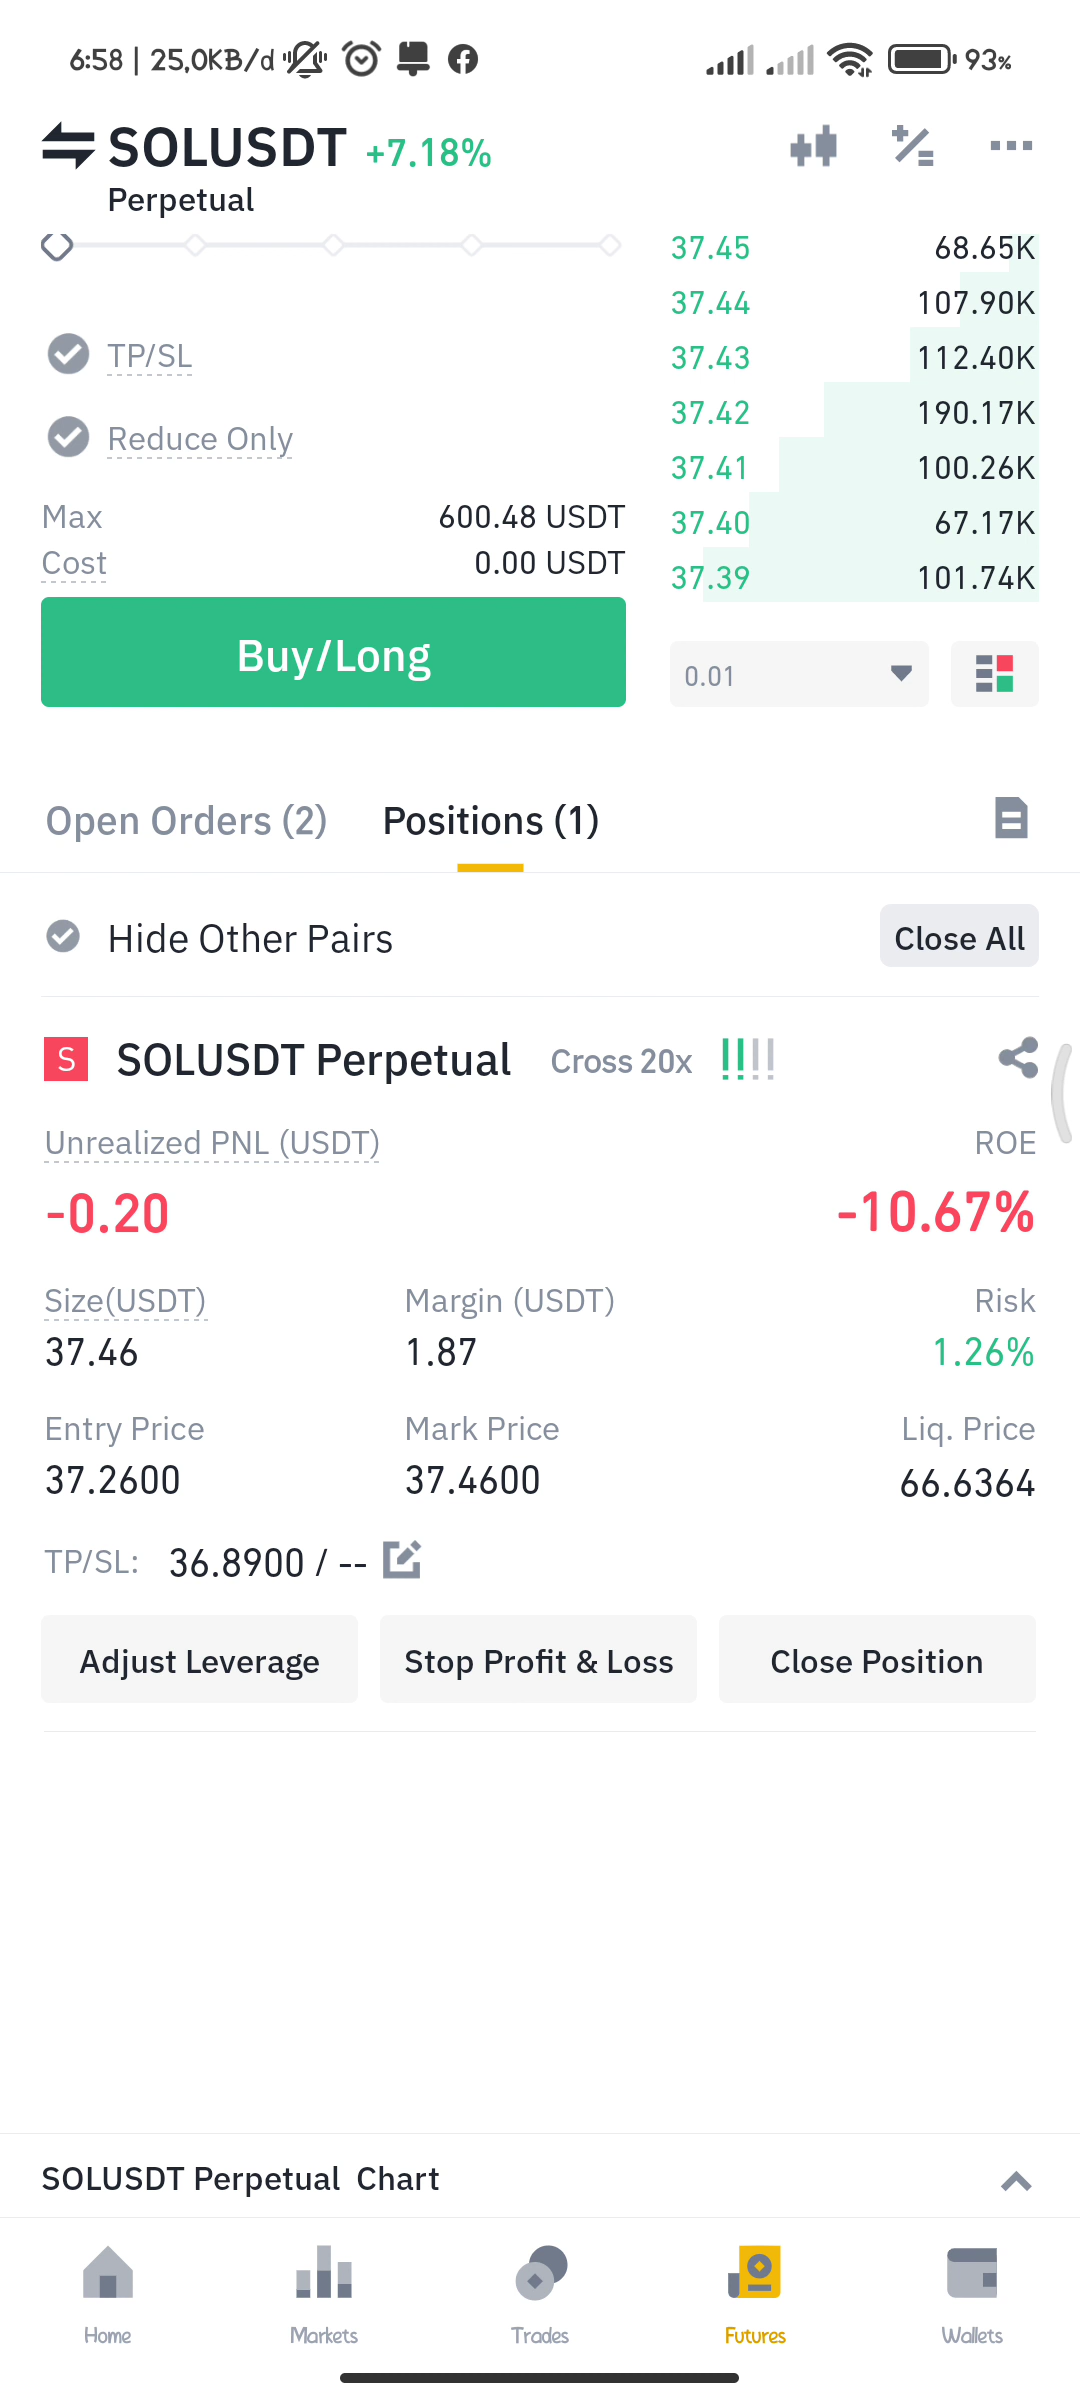 6:58 | 25,0KB/d 93%
SOLUSDT +7.18%
Perpetual
37.45 68.65K
37.44 107.90K
TP/SL 37.43 112.40K
37.42 190.17K
Reduce Only 37.41 100.26K
Max 600.48 USDT 37.40 67.17K
Cost 0.00 USDT 37.39 101.74K
Buy/Long 0.01
Open Orders (2) Positions (1)
Hide Other Pairs Close All
S SOLUSDT Perpetual Cross 20x
Unrealized PNL (USDT) ROE
-0.20 -10.67%
Size(USDT) Margin (USDT) Risk
37.46 1.87 1.26%
Entry Price Mark Price Liq. Price
37.2600 37.4600 66.6364
TP/SL: 36.8900 / --
Adjust Leverage Stop Profit & Loss Close Position
SOLUSDT Perpetual Chart
Home Markets Trades Futures Wallets